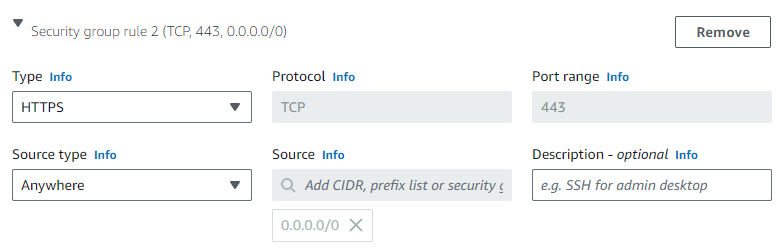 Security group rule 2 (TCP, 443, 0.0.0.0/0)
Remove
Type Info
Protocol Info
Port range Info
HTTPS
TCP
443
Source type Info
Source Info
Description - optional Info
Anywhere
Add CIDR, prefix list or security g
e.g. SSH for admin desktop
0.0.0.0/0